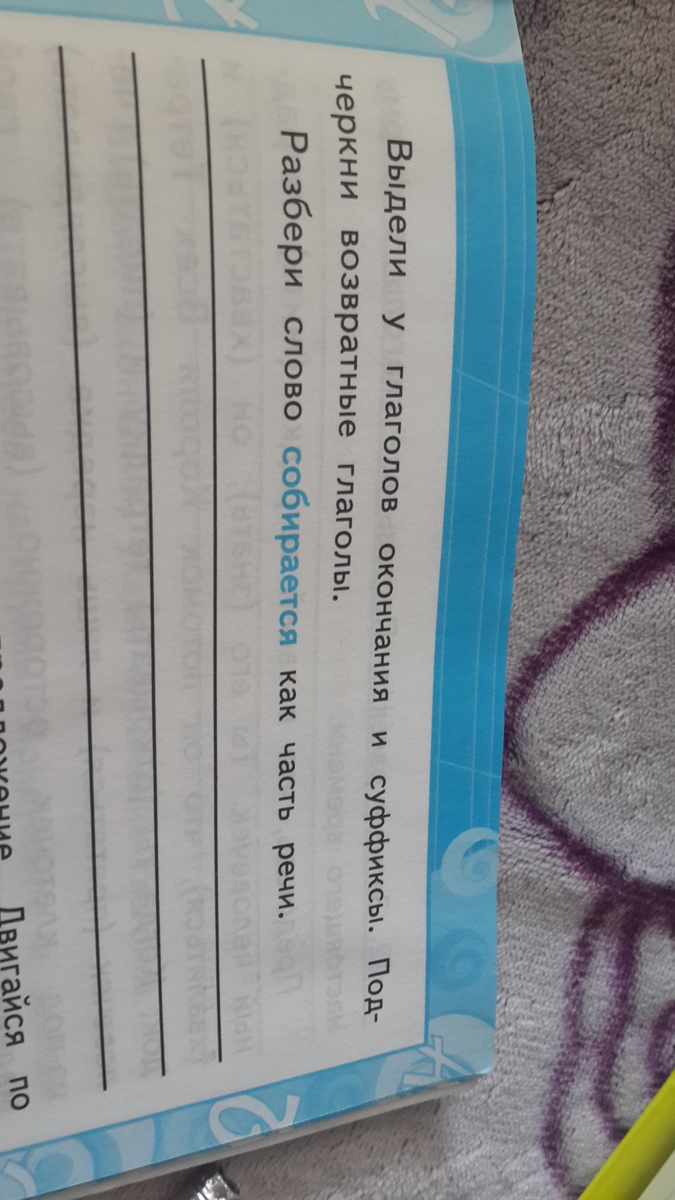 Выдели у глаголов окончания и суффиксы. Под-
черкни возвратные глаголы.
Разбери слово собирается как часть речи.
Двигайся по